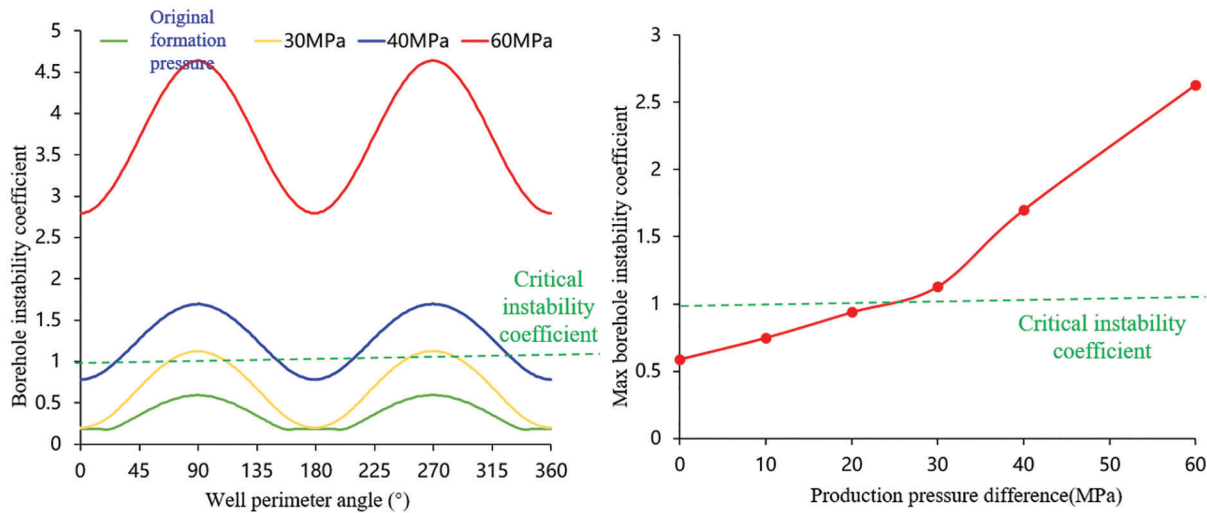 Borehole instability coefficient
5
4.5
4
3.5
3
2.5
2
1.5
1
0.5
0
Original
formation
pressure
30MPa
40MPa
60MPa
Critical
instability
coefficient
0 45 90 135 180 225 270 315 360
Well perimeter angle (°)
Max borehole instability coefficient
3
2.5
2
1.5
1
0.5
0
Critical instability
coefficient
0 10 20 30 40 50 60
Production pressure difference(MPa)